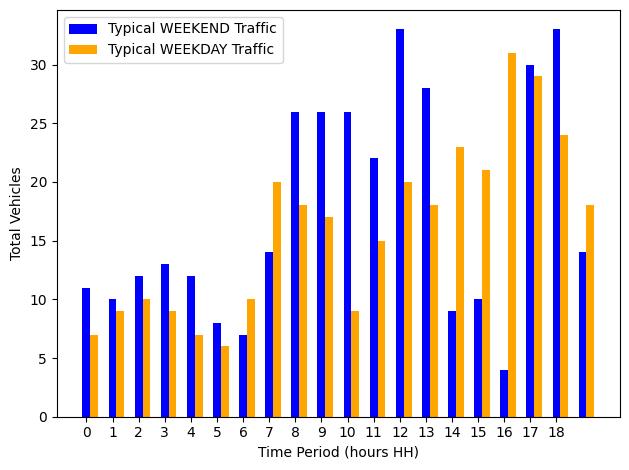 Typical WEEKEND Traffic
Typical WEEKDAY Traffic
30
25
20
15
10
5
0
Total Vehicles
0 1 2 3 4 5 6 7 8 9 10 11 12 13 14 15 16 17 18
Time Period (hours HH)